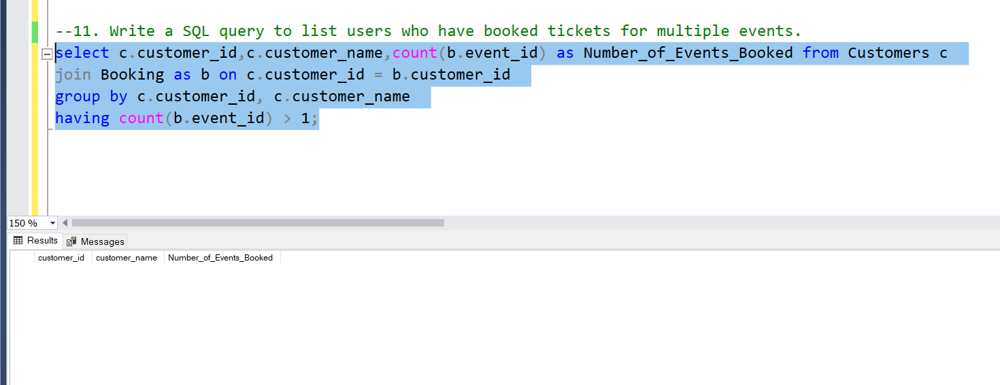 --11. Write a SQL query to list users who have booked tickets for multiple events.
select c.customer_id,c.customer_name,count(b.event_id) as Number_of_Events_Booked from Customers c
join Booking as b on c.customer_id = b.customer_id
group by c.customer_id, c.customer_name
having count(b.event_id) > 1;
150 %
Results Messages
customer_id customer_name Number_of_Events_Booked